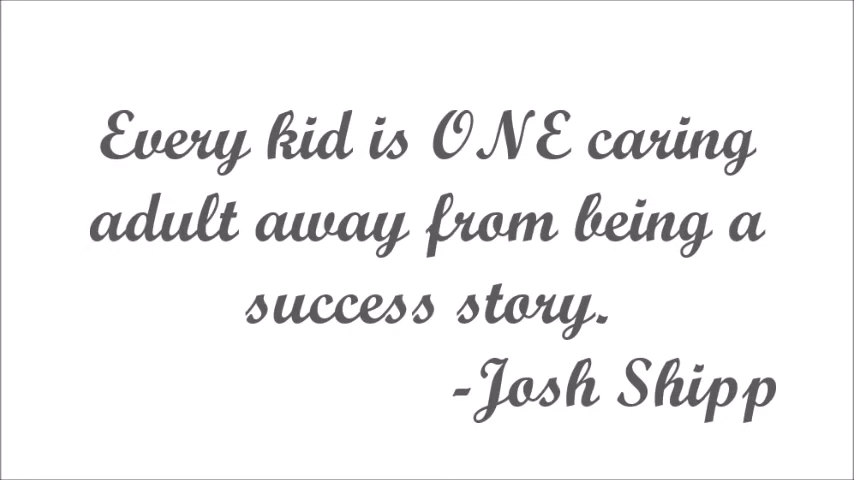 Every kid is ONE caring
adult away from being a
success story.
-Josh Shipp